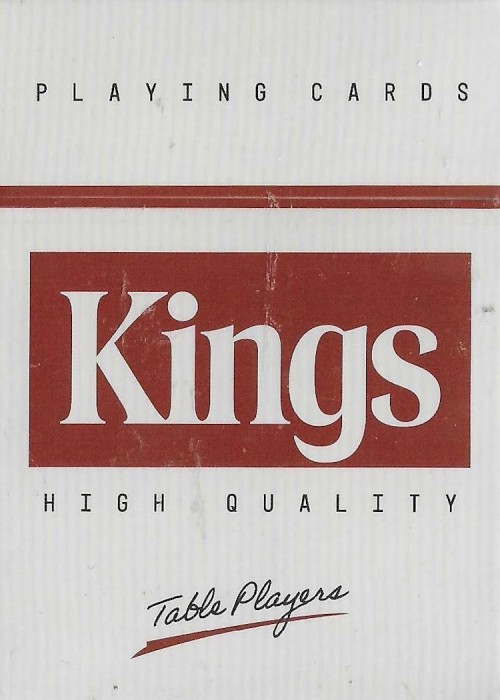 PLAYING CARDS
Kings
HIGH QUALITY
Table Players